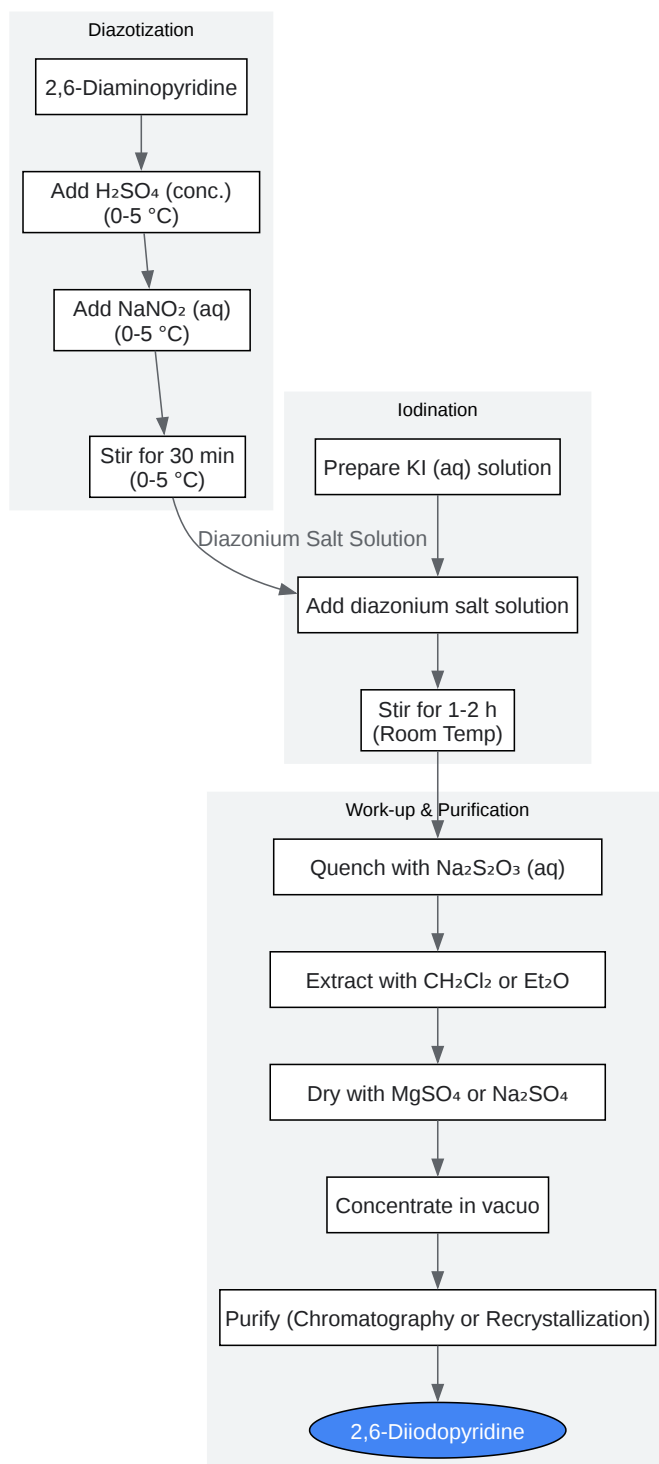 Diazotization
2,6-Diaminopyridine
Add H₂SO₄ (conc.)
(0-5 °C)
Add NaNO₂ (aq)
(0-5 °C)
Stir for 30 min
(0-5 °C)
Diazonium Salt Solution
Iodination
Prepare KI (aq) solution
Add diazonium salt solution
Stir for 1-2 h
(Room Temp)
Work-up & Purification
Quench with Na₂S₂O₃ (aq)
Extract with CH₂Cl₂ or Et₂O
Dry with MgSO₄ or Na₂SO₄
Concentrate in vacuo
Purify (Chromatography or Recrystallization)
2,6-Diiodopyridine